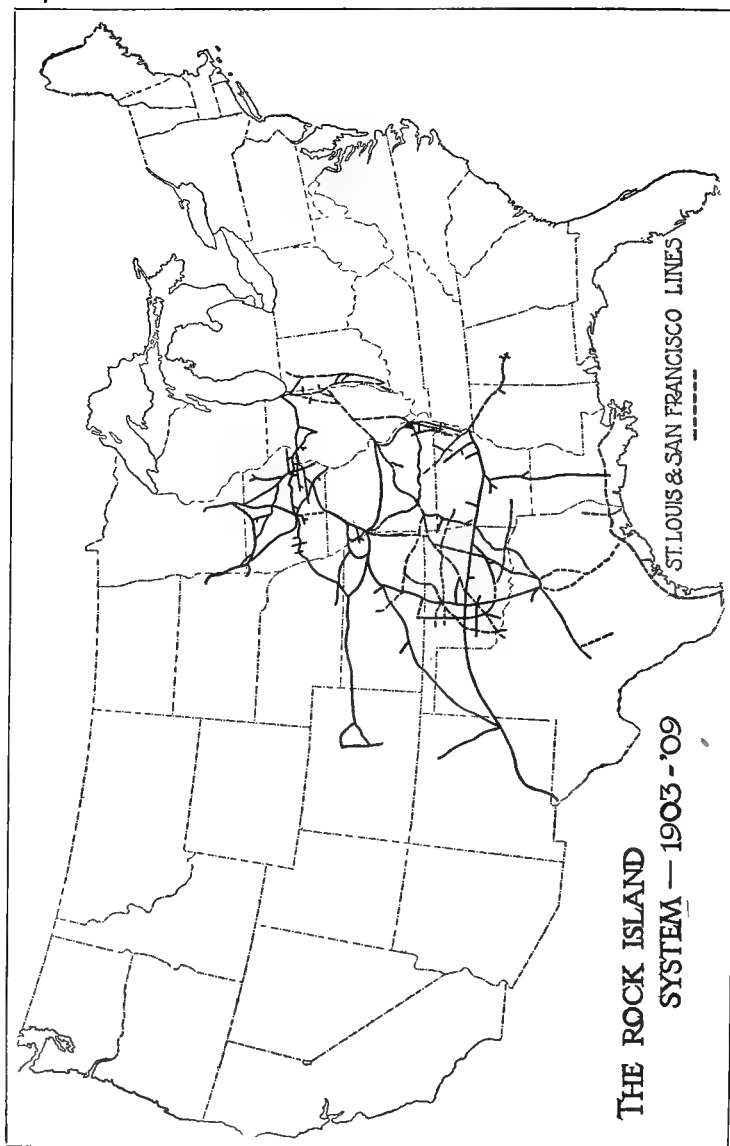 THE ROCK ISLAND
SYSTEM — 1903-'09
ST. LOUIS & SAN FRANCISCO LINES